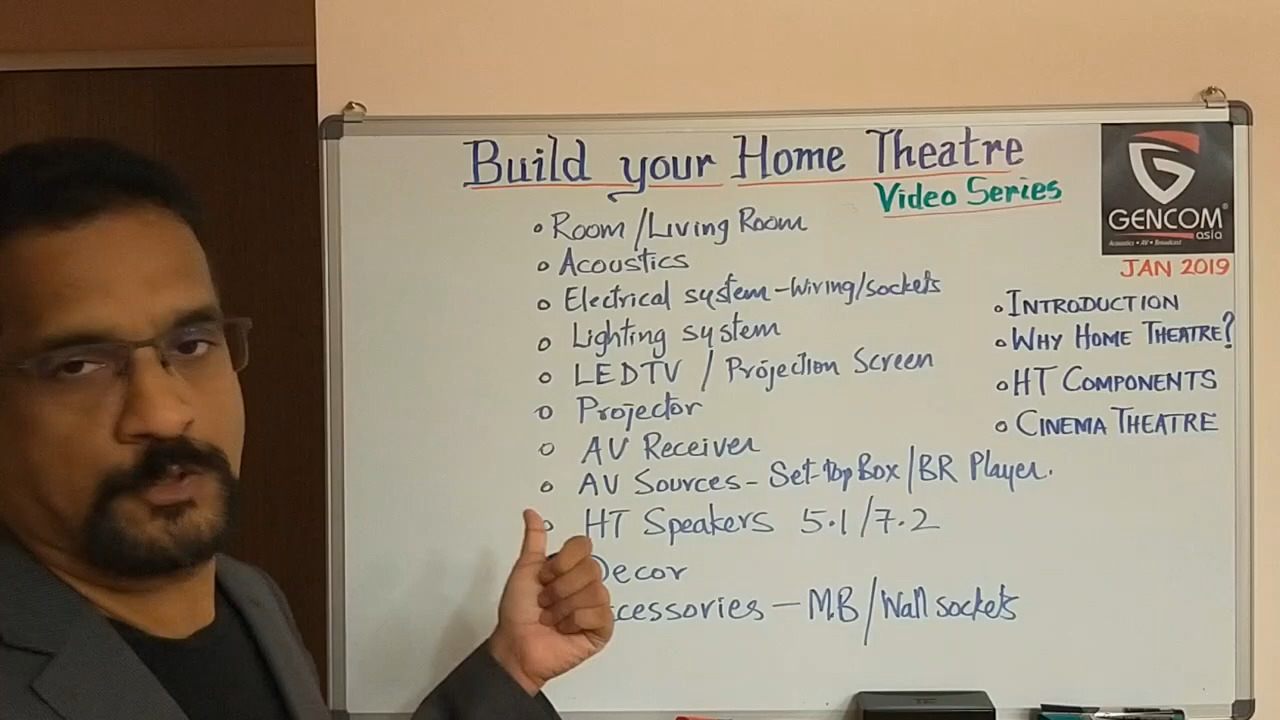 Build your Home Theatre
Video Series
Room/Living Room
Acoustics
Electrical system-Wiring/sockets
Lighting system
LEDTV / Projection Screen
Projector
AV Receiver
AV Sources - Set-top Box/BR Player.
HT Speakers 5.1/7.2
Decor
ccessories - MB/Wall sockets
GENCOM®
asia
Acoustics • AV • Broadcast
JAN 2019
INTRODUCTION
WHY HOME THEATRE?
HT COMPONENTS
CINEMA THEATRE